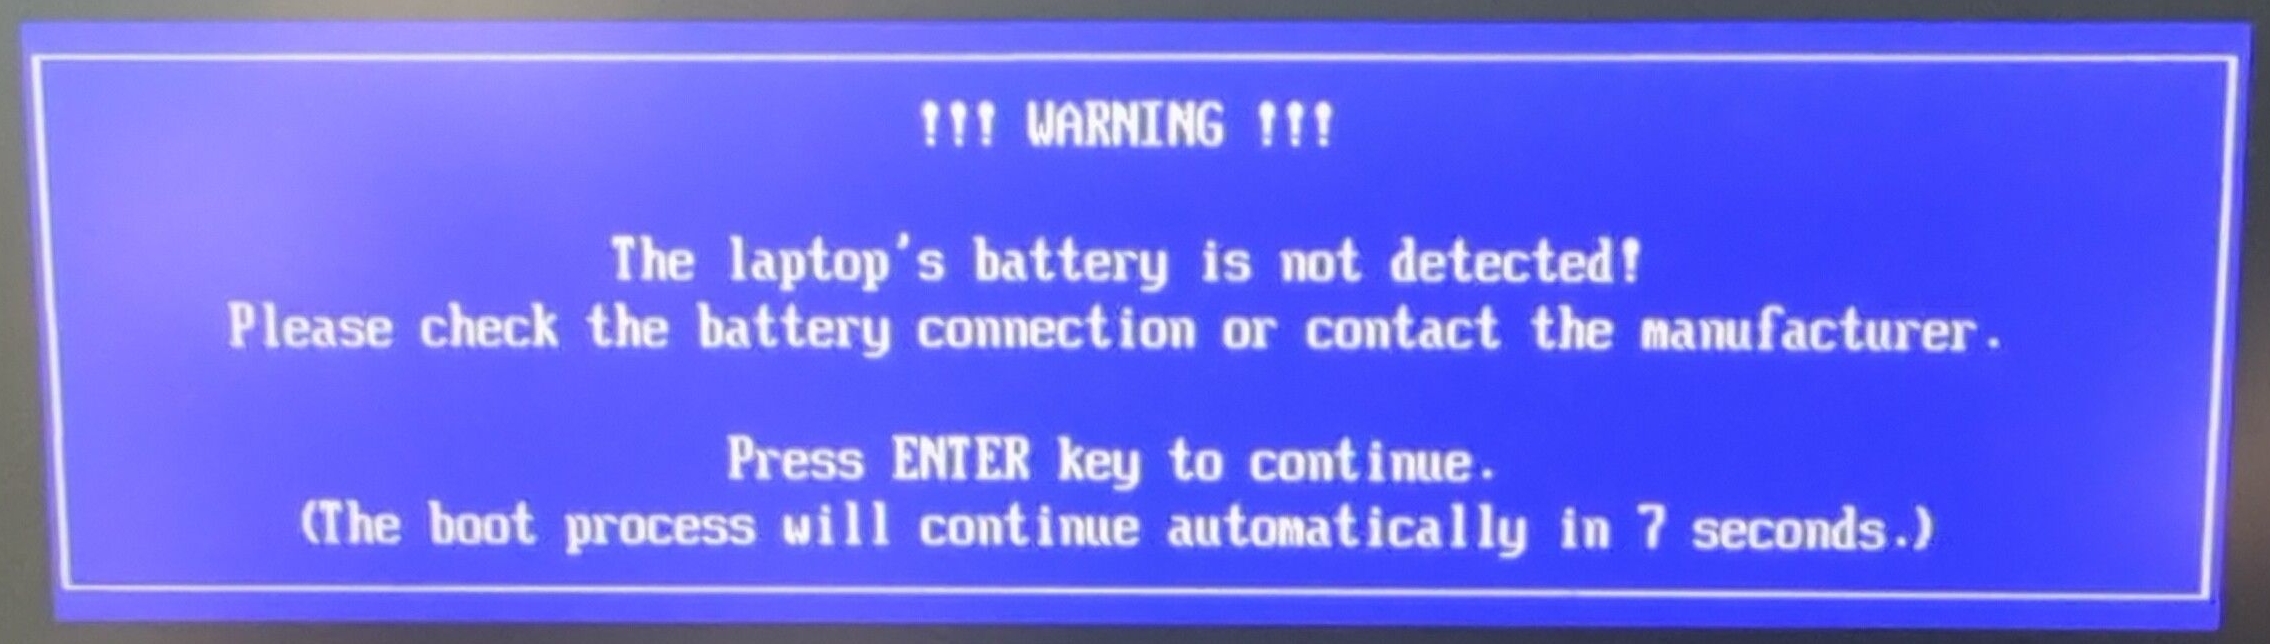 !!! WARNING !!!
The laptop's battery is not detected!
Please check the battery connection or contact the manufacturer.
Press ENTER key to continue.
(The boot process will continue automatically in 7 seconds.)